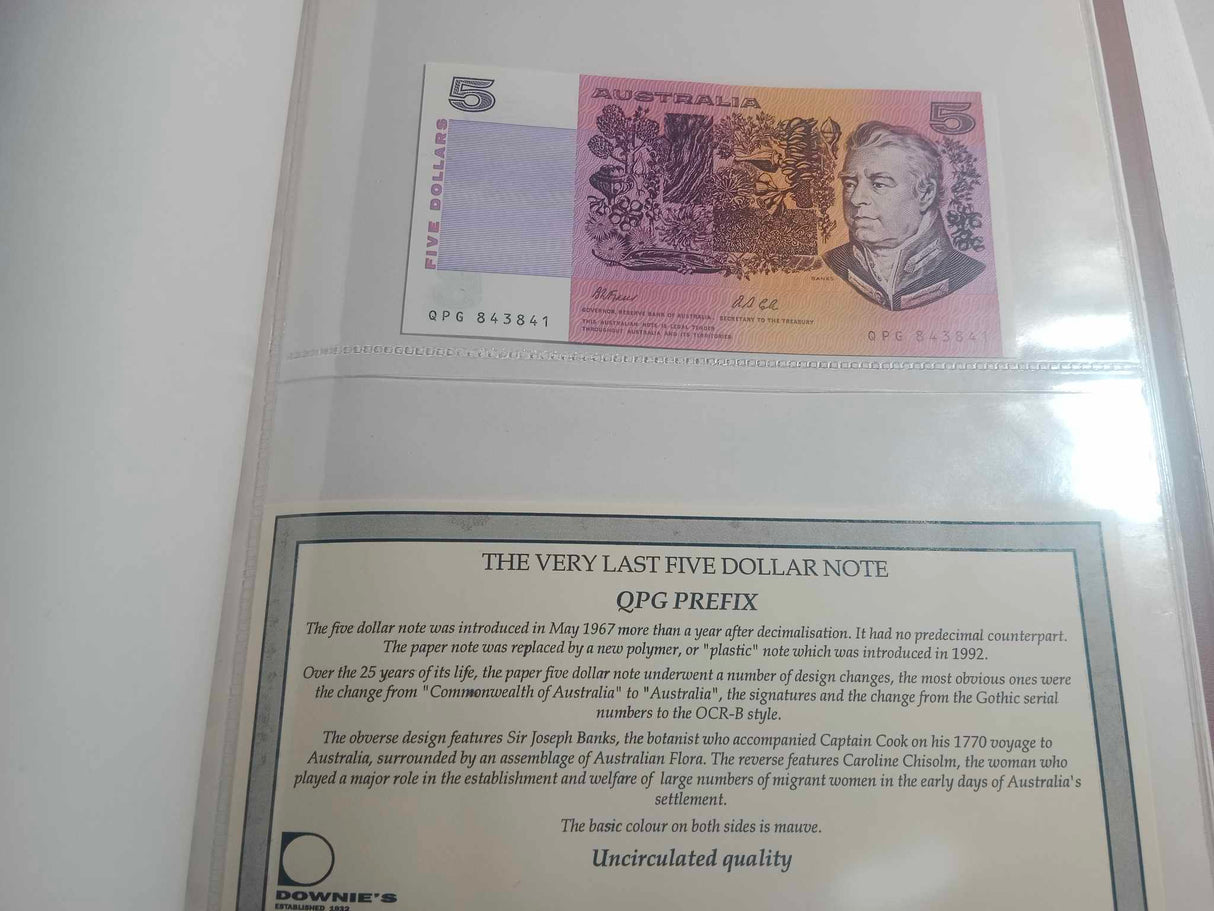 5
AUSTRALIA
5
FIVE DOLLARS
BANKS
GOVERNOR, RESERVE BANK OF AUSTRALIA. SECRETARY TO THE TREASURY
THIS AUSTRALIAN NOTE IS LEGAL TENDER
THROUGHOUT AUSTRALIA AND ITS TERRITORIES
QPG 843841
QPG 843841
THE VERY LAST FIVE DOLLAR NOTE
QPG PREFIX
The five dollar note was introduced in May 1967 more than a year after decimalisation. It had no predecimal counterpart.
The paper note was replaced by a new polymer, or "plastic" note which was introduced in 1992.
Over the 25 years of its life, the paper five dollar note underwent a number of design changes, the most obvious ones were
the change from "Commonwealth of Australia" to "Australia", the signatures and the change from the Gothic serial
numbers to the OCR-B style.
The obverse design features Sir Joseph Banks, the botanist who accompanied Captain Cook on his 1770 voyage to
Australia, surrounded by an assemblage of Australian Flora. The reverse features Caroline Chisolm, the woman who
played a major role in the establishment and welfare of large numbers of migrant women in the early days of Australia's
settlement.
The basic colour on both sides is mauve.
Uncirculated quality
DOWNIE'S
ESTABLISHED 1932